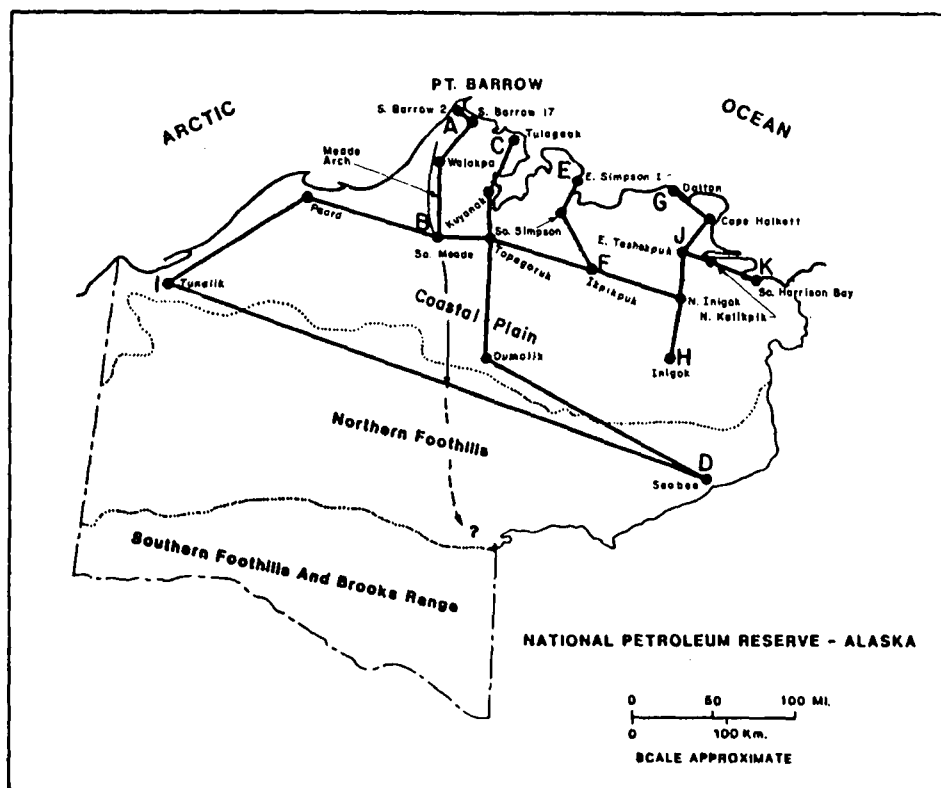 PT. BARROW
ARCTIC
OCEAN
S. Barrow 2
S. Barrow 17
A
C
Tulageak
Meade
Arch
Walakpa
E
E. Simpson 1
Dalton
G
Peard
Kuyanak
B
So. Simpson
Cape Halkett
So. Meade
Topagoruk
E. Teshekpuk
J
K
F
Ikpikpuk
So. Harrison Bay
I
Tunalik
N. Inigok
N. Kalikpik
Coastal Plain
Dumalik
H
Inigok
Northern Foothills
D
Seabee
?
Southern Foothills And Brooks Range
NATIONAL PETROLEUM RESERVE - ALASKA
0 50 100 MI.
0 100 Km.
SCALE APPROXIMATE